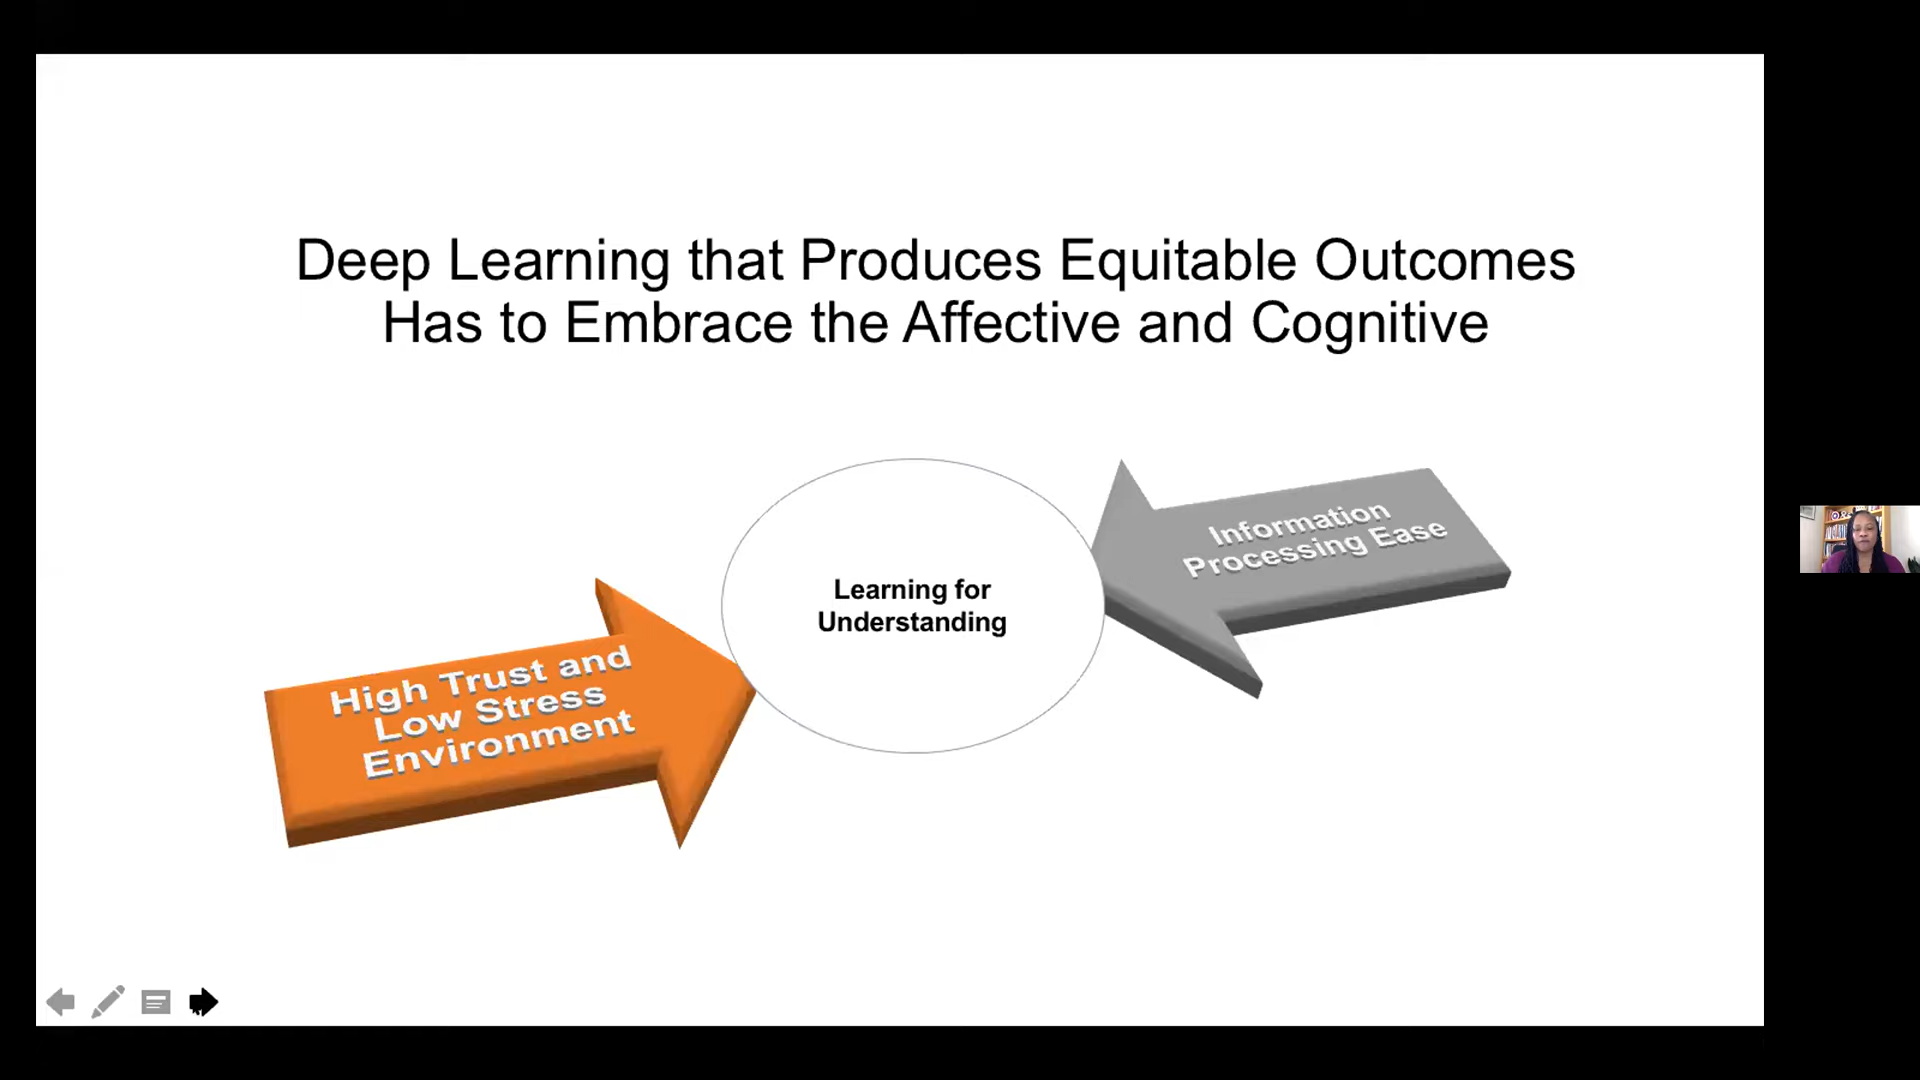 Deep Learning that Produces Equitable Outcomes
Has to Embrace the Affective and Cognitive
Information
Processing Ease
Learning for
Understanding
High Trust and
Low Stress
Environment